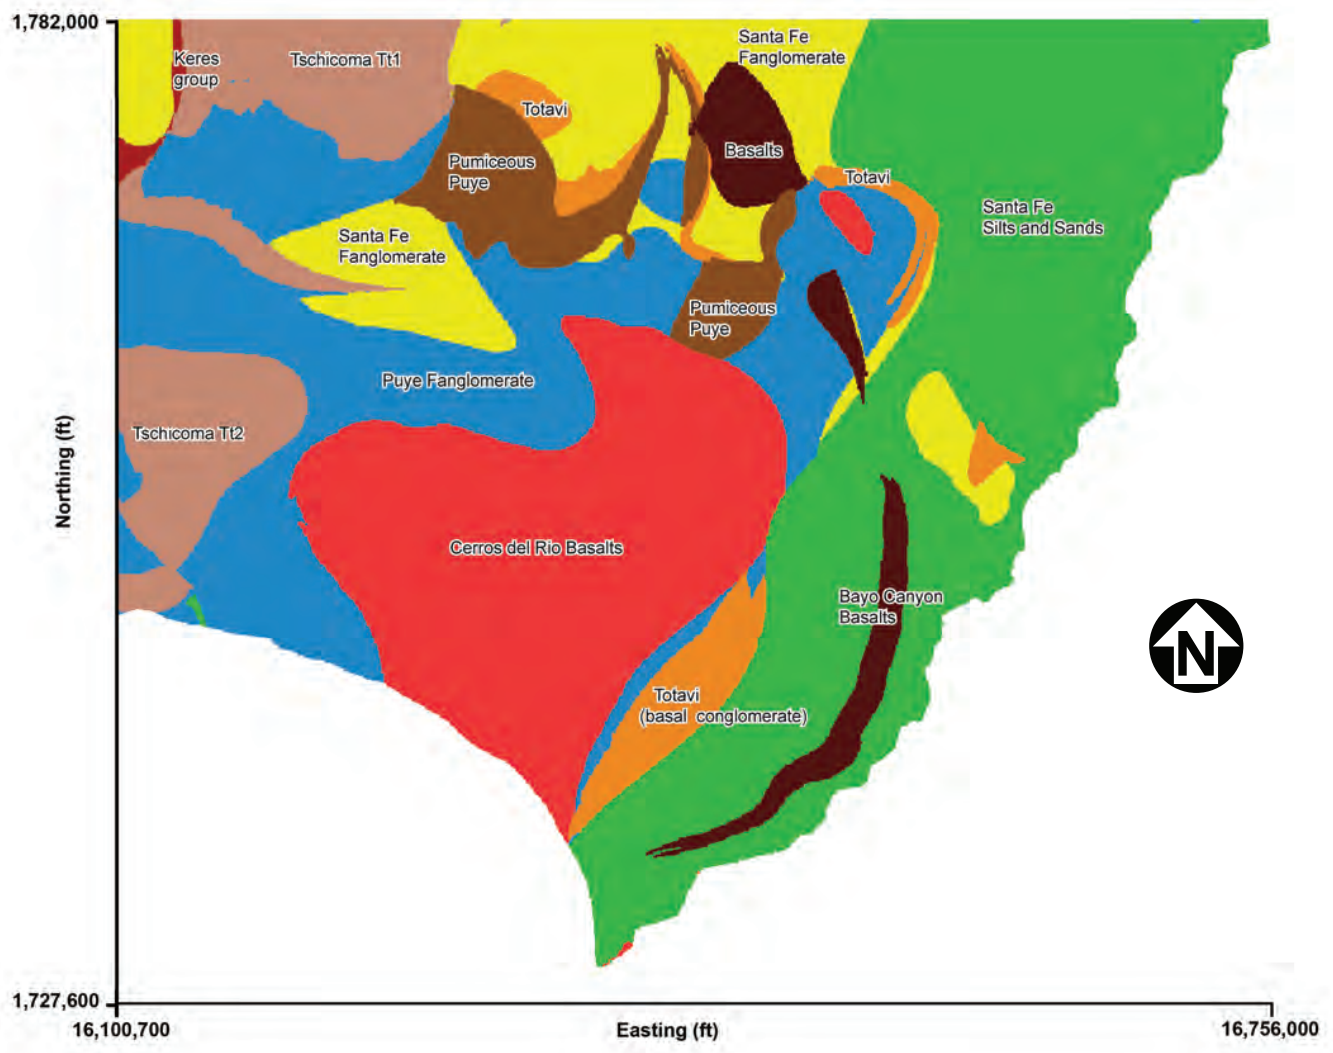 1,782,000
Keres
group
Tschicoma Tt1
Santa Fe
Fanglomerate
Totavi
Basalts
Pumiceous
Puye
Totavi
Santa Fe
Silts and Sands
Santa Fe
Fanglomerate
Pumiceous
Puye
Puye Fanglomerate
Tschicoma Tt2
Northing (ft)
Cerros del Rio Basalts
Bayo Canyon
Basalts
N
Totavi
(basal conglomerate)
1,727,600
16,100,700
Easting (ft)
16,756,000